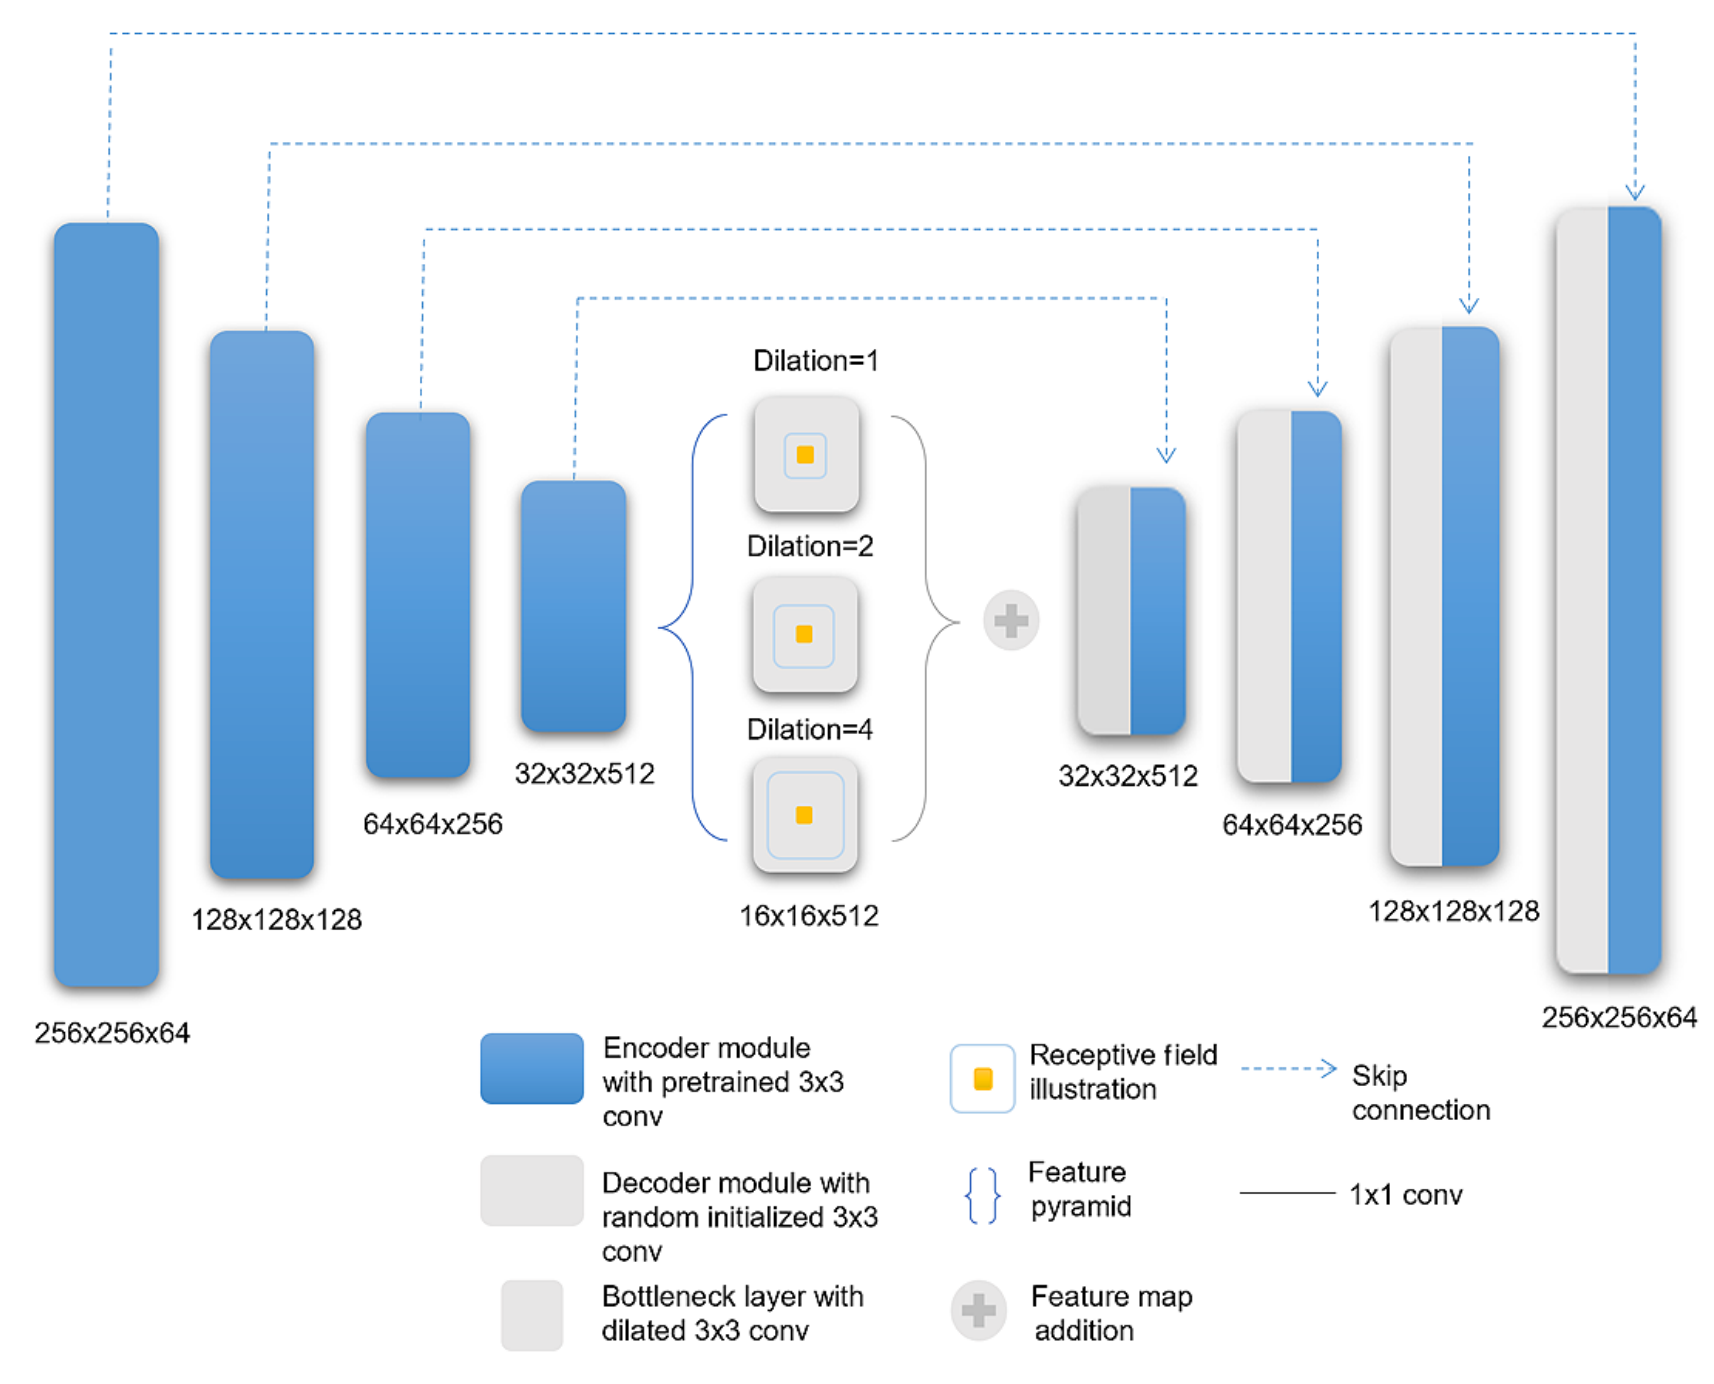 Dilation=1
Dilation=2
Dilation=4
16x16x512
32x32x512
64x64x256
128x128x128
256x256x64
32x32x512
64x64x256
128x128x128
256x256x64
Encoder module
with pretrained 3x3
conv
Decoder module with
random initialized 3x3
conv
Bottleneck layer with
dilated 3x3 conv
Receptive field
illustration
Feature
pyramid
Feature map
addition
Skip
connection
1x1 conv